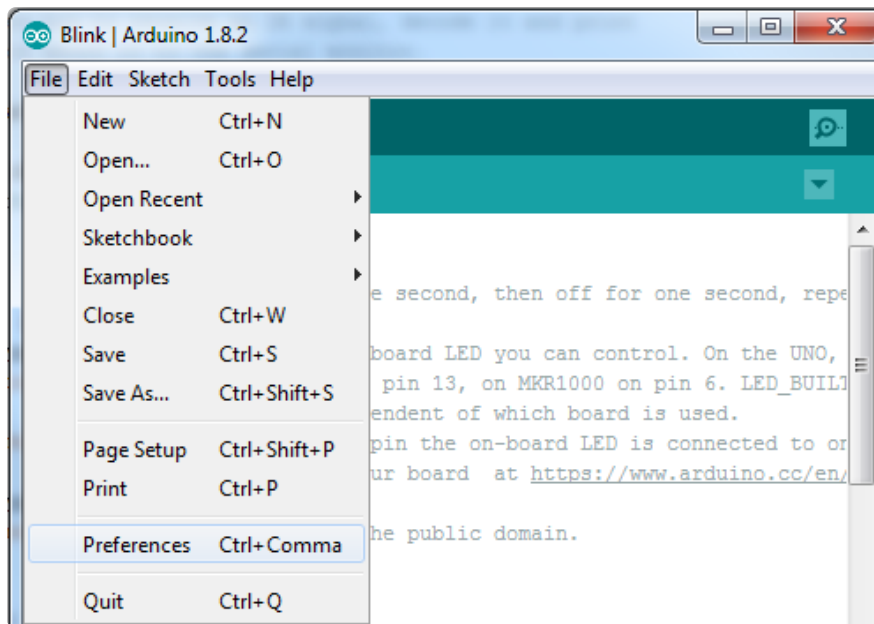 Blink | Arduino 1.8.2
File Edit Sketch Tools Help
New Ctrl+N
Open... Ctrl+O
Open Recent
Sketchbook
Examples
Close Ctrl+W
Save Ctrl+S
Save As... Ctrl+Shift+S
Page Setup Ctrl+Shift+P
Print Ctrl+P
Preferences Ctrl+Comma
Quit Ctrl+Q
e second, then off for one second, repe
board LED you can control. On the UNO,
pin 13, on MKR1000 on pin 6. LED_BUILT
endent of which board is used.
pin the on-board LED is connected to on
ur board at https://www.arduino.cc/en/
he public domain.